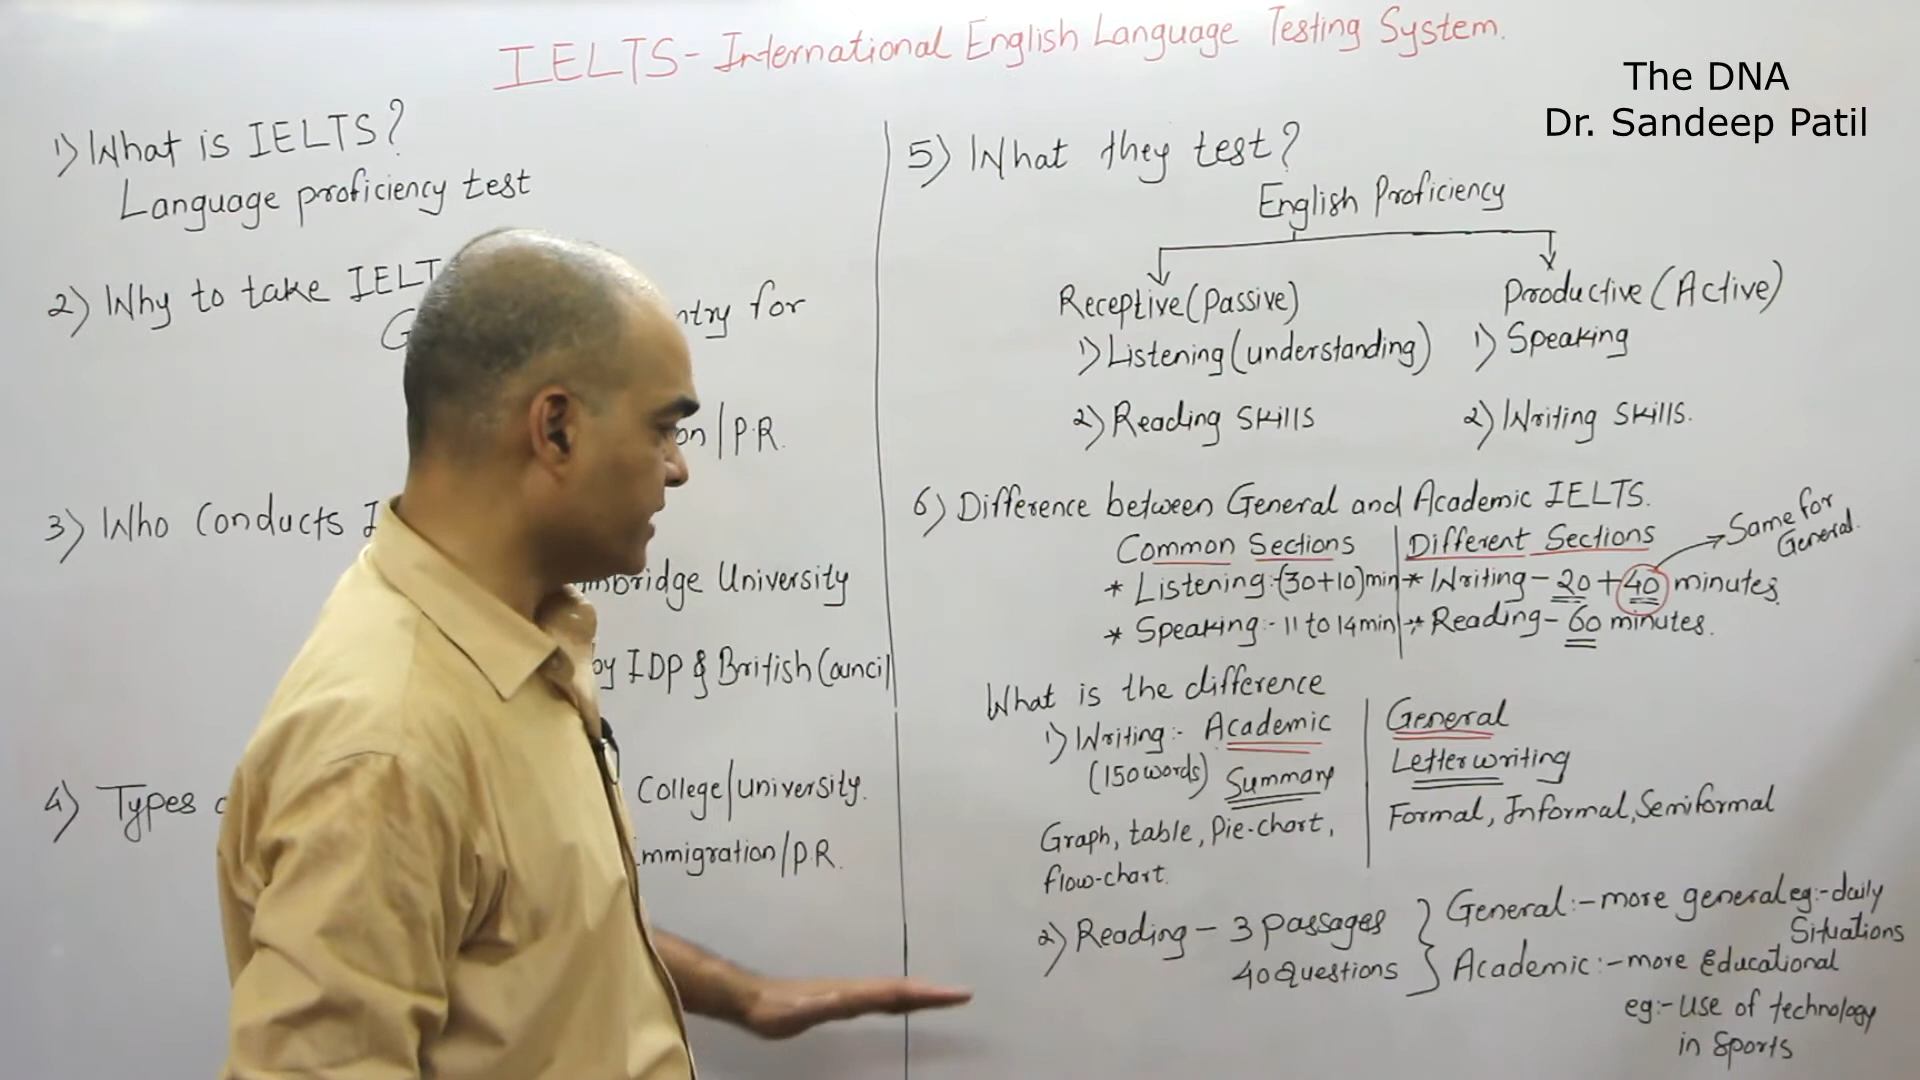 IELTS - International English Language Testing System.
The DNA
Dr. Sandeep Patil
1) What is IELTS?
Language proficiency test
2) Why to take IELT
ntry for
on/P.R.
3) Who Conducts I
mbridge University
by IDP & British Council
4) Types
College/University.
mmigration/P.R.
5) What they test?
English Proficiency
Receptive (Passive)
Productive (Active)
1) Listening (understanding)
1) Speaking
2) Reading Skills
2) Writing Skills.
6) Difference between General and Academic IELTS.
Common Sections
Different Sections
Same for
General.
* Listening:-(30+10)min
* Writing - 20 + 40 minutes.
* Speaking:- 11 to 14min
* Reading - 60 minutes.
What is the difference
1) Writing:- Academic
General
(150 words) Summary
Letter writing
Graph, table, Pie-chart,
flow-chart.
Formal, Informal, Semiformal
2) Reading - 3 Passages
40 Questions
General:- more general eg:- daily
Situations
Academic:- more Educational
eg:- Use of technology
in Sports